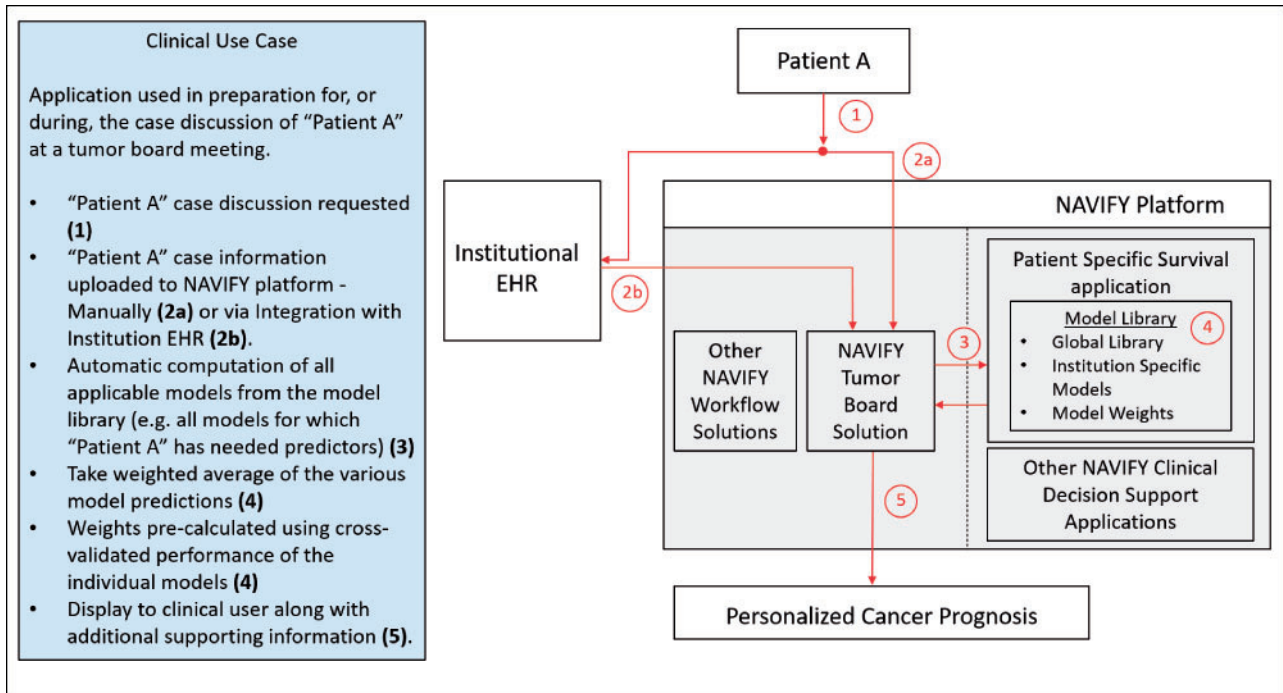 Clinical Use Case
Application used in preparation for, or
during, the case discussion of “Patient A”
at a tumor board meeting.
• “Patient A” case discussion requested
(1)
• “Patient A” case information
uploaded to NAVIFY platform -
Manually (2a) or via Integration with
Institution EHR (2b).
• Automatic computation of all
applicable models from the model
library (e.g. all models for which
“Patient A” has needed predictors) (3)
• Take weighted average of the various
model predictions (4)
• Weights pre-calculated using cross-
validated performance of the
individual models (4)
• Display to clinical user along with
additional supporting information (5).
Patient A
1
2a
Institutional
EHR
2b
NAVIFY Platform
Other
NAVIFY
Workflow
Solutions
NAVIFY
Tumor
Board
Solution
3
Patient Specific Survival
application
Model Library
4
• Global Library
• Institution Specific
Models
• Model Weights
Other NAVIFY Clinical
Decision Support
Applications
5
Personalized Cancer Prognosis